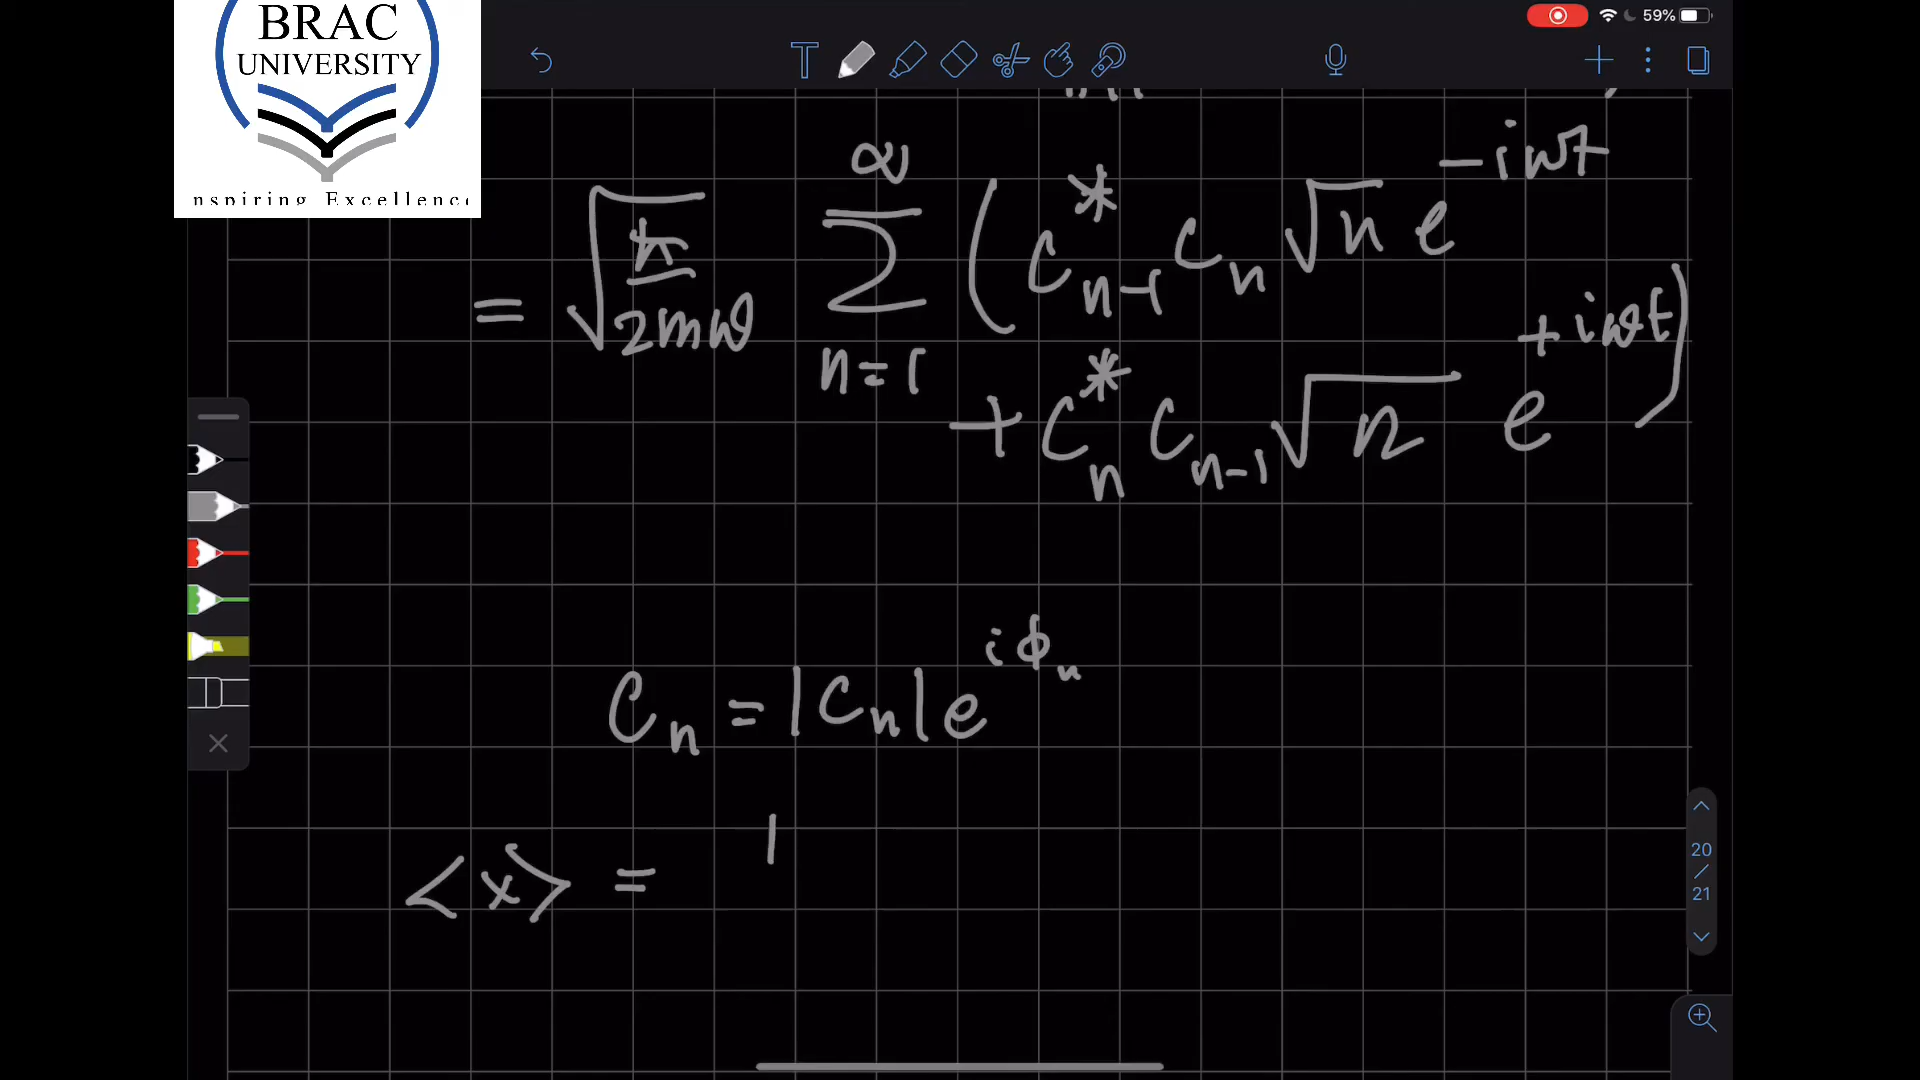 BRAC
UNIVERSITY
nspiring Excellenc
59%
T
= √(ħ/2mω) ∑_{n=1}^{∞} ( C*_{n-1} C_n √n e^{-iωt}
+ C*_n C_{n-1} √n e^{+iωt} )
C_n = |C_n| e^{iϕ_n}
<x> = |
20
/
21